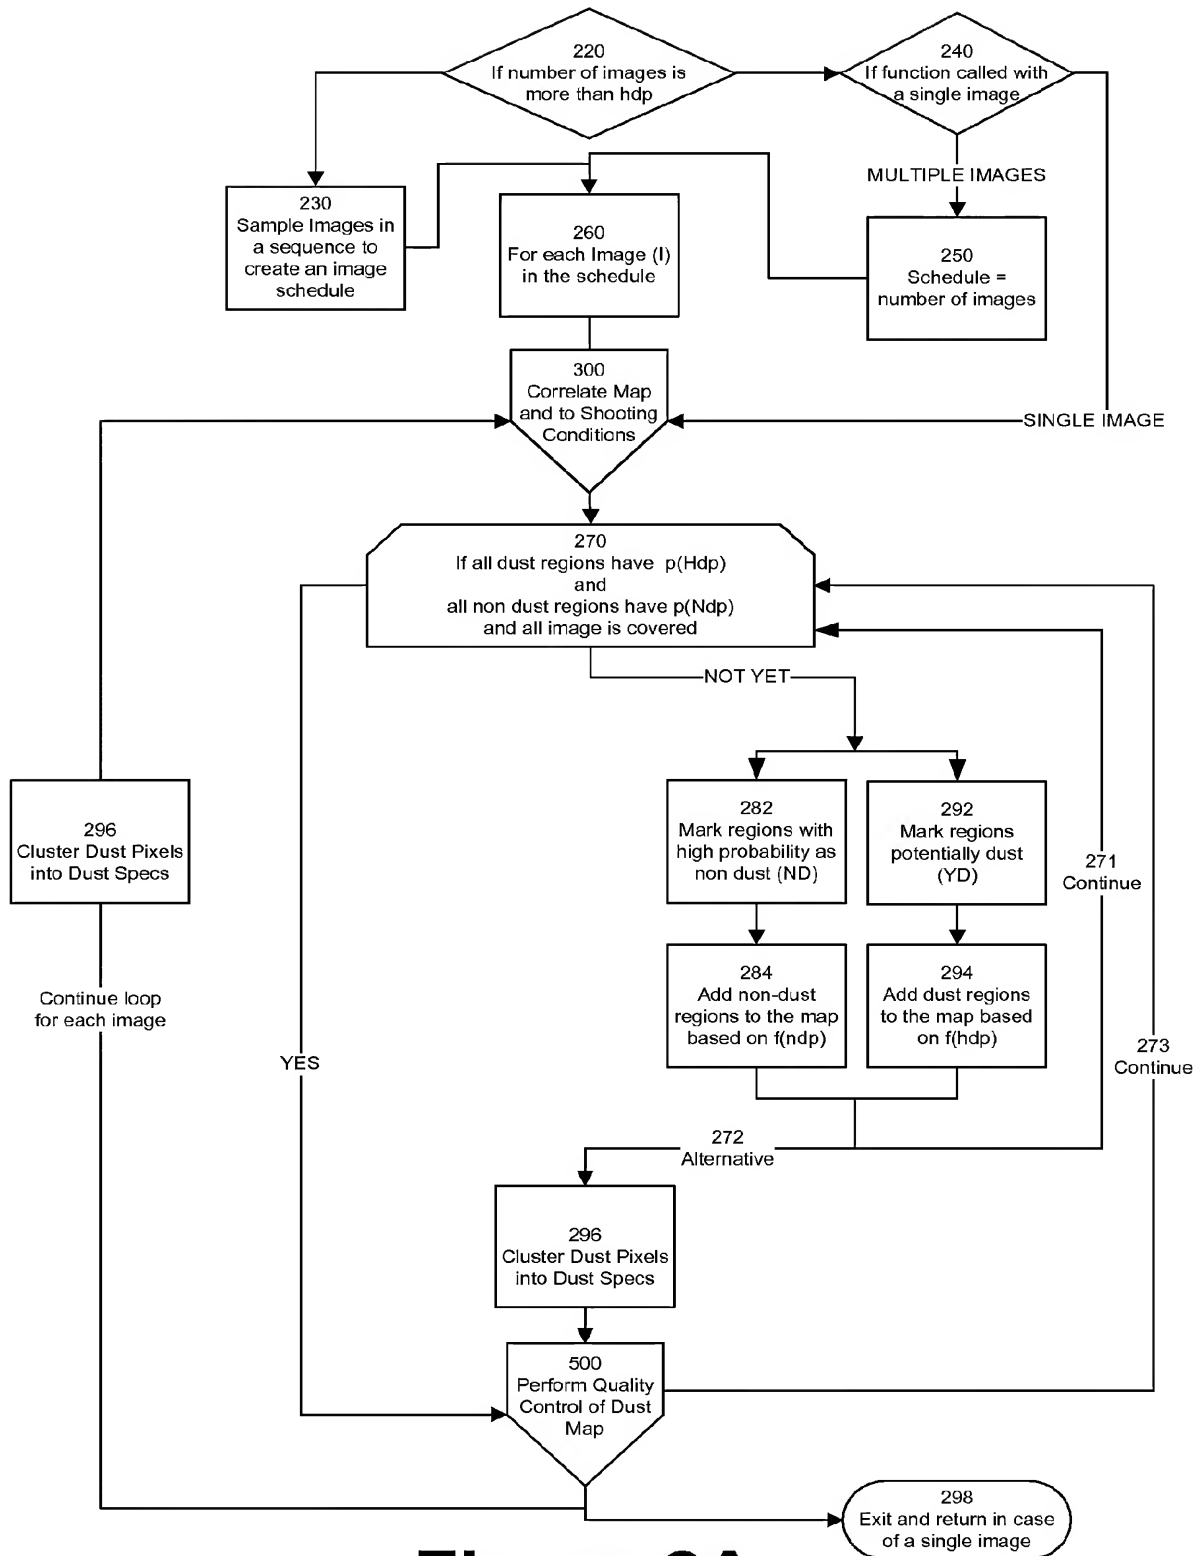 220
If number of images is
more than hdp
240
If function called with
a single image
MULTIPLE IMAGES
230
Sample Images in
a sequence to
create an image
schedule
260
For each Image (I)
in the schedule
250
Schedule =
number of images
300
Correlate Map
and to Shooting
Conditions
SINGLE IMAGE
270
If all dust regions have p(Hdp)
and
all non dust regions have p(Ndp)
and all image is covered
NOT YET
296
Cluster Dust Pixels
into Dust Specs
282
Mark regions with
high probability as
non dust (ND)
292
Mark regions
potentially dust
(YD)
271
Continue
284
Add non-dust
regions to the map
based on f(ndp)
294
Add dust regions
to the map based
on f(hdp)
Continue loop
for each image
YES
273
Continue
272
Alternative
296
Cluster Dust Pixels
into Dust Specs
500
Perform Quality
Control of Dust
Map
298
Exit and return in case
of a single image